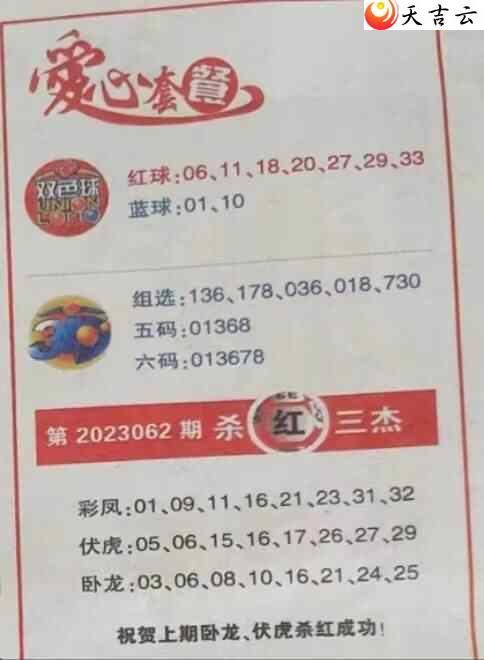 天吉云
爱心套餐
双色球
UNION
LOTTO
红球:06、11、18、20、27、29、33
蓝球:01、10
3D
组选:136、178、036、018、730
五码:01368
六码:013678
第 2023062 期 杀 红 三杰
彩凤:01、09、11、16、21、23、31、32
伏虎:05、06、15、16、17、26、27、29
卧龙:03、06、08、10、16、21、24、25
祝贺上期卧龙、伏虎杀红成功!